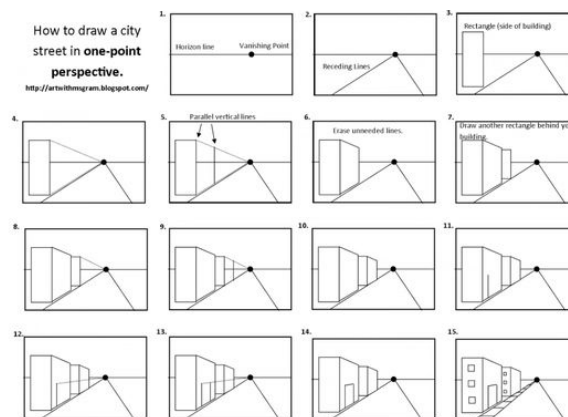 How to draw a city
street in one-point
perspective.
http://artwithmsgram.blogspot.com/
1.
Horizon line
Vanishing Point
2.
Receding Lines
3.
Rectangle (side of building)
4.
5.
Parallel vertical lines
6.
Erase unneeded lines.
7.
Draw another rectangle behind yo
building.
8.
9.
10.
11.
12.
13.
14.
15.